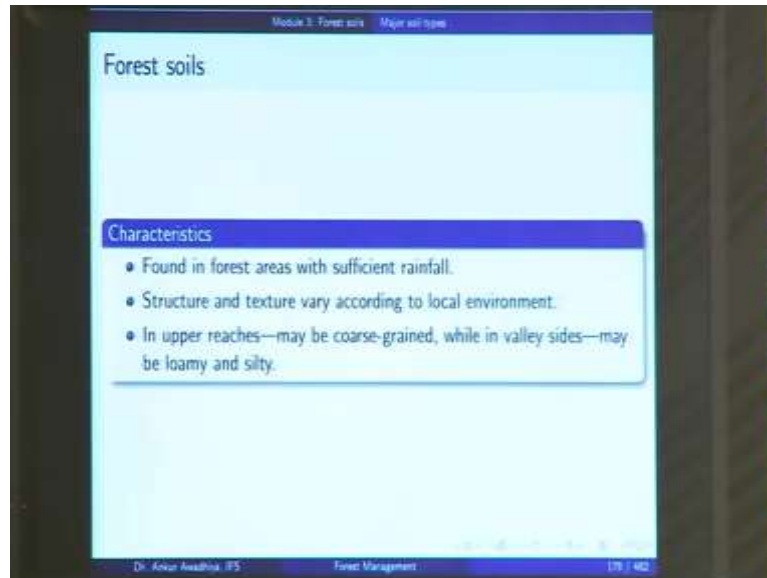 Module 3: Forest soils Major soil types
Forest soils
Characteristics
Found in forest areas with sufficient rainfall.
Structure and texture vary according to local environment.
In upper reaches—may be coarse-grained, while in valley sides—may
be loamy and silty.
Dr. Ankur Awadhiya, IFS Forest Management / 482